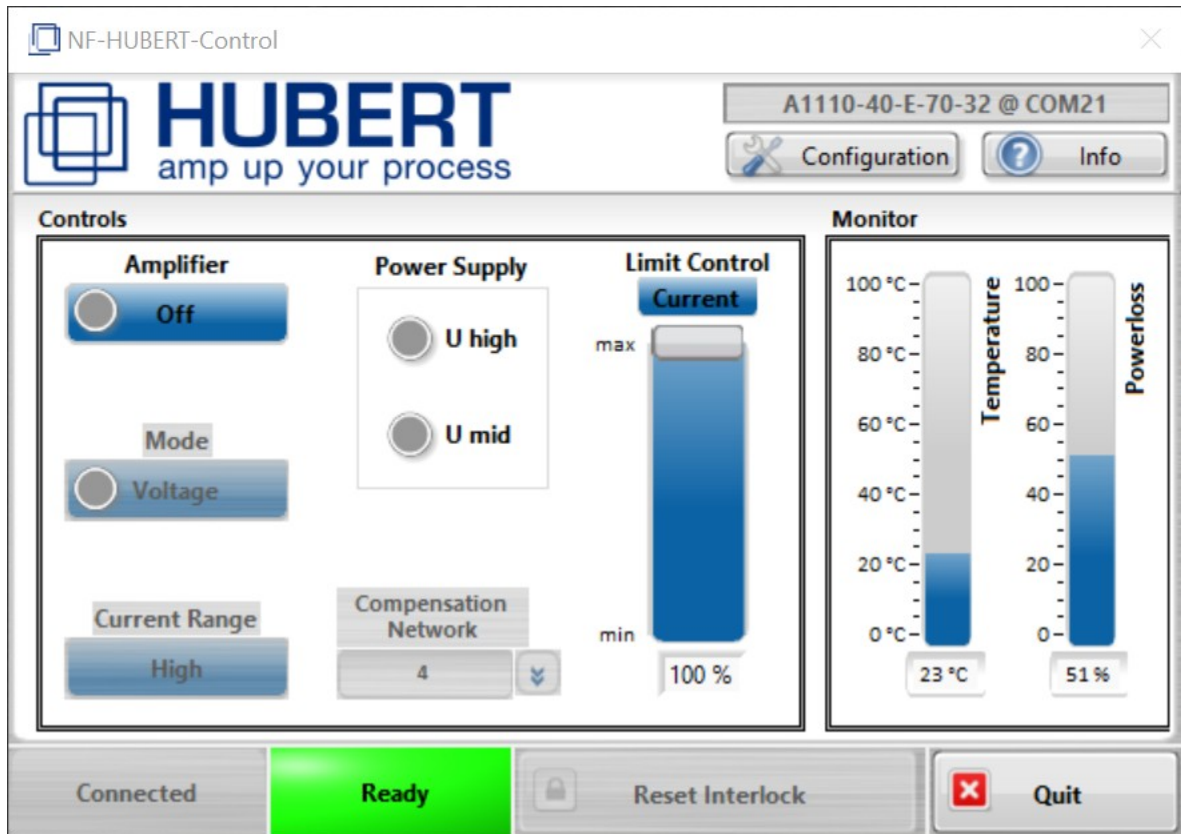 NF-HUBERT-Control
HUBERT
amp up your process
A1110-40-E-70-32 @ COM21
Configuration
? Info
Controls
Monitor
Amplifier
Off
Mode
Voltage
Current Range
High
Power Supply
U high
U mid
Compensation
Network
4
Limit Control
Current
max
min
100 %
100 °C
80 °C
60 °C
40 °C
20 °C
0 °C
Temperature
23 °C
100
80
60
40
20
0
Powerloss
51 %
Connected
Ready
Reset Interlock
Quit